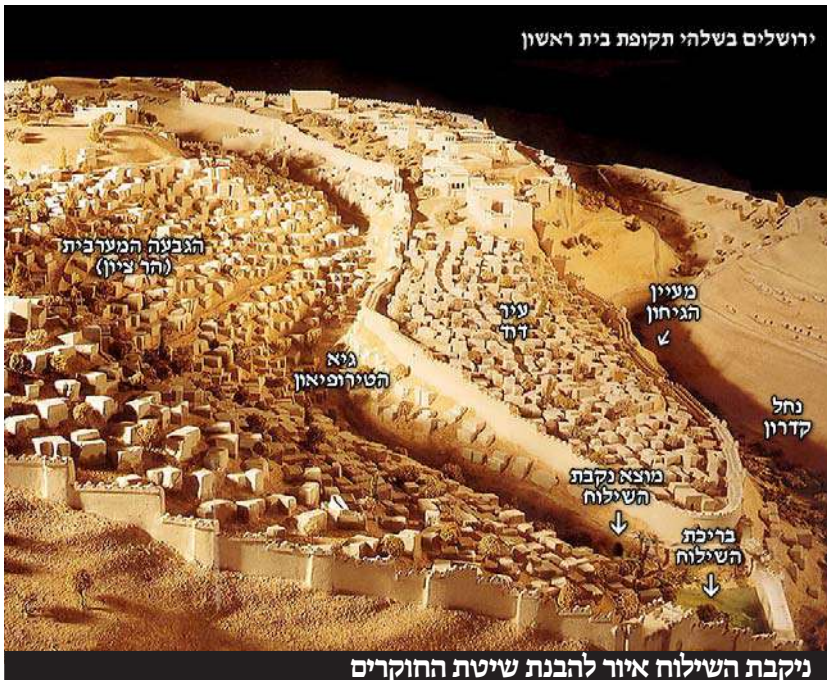 ירושלים בשלהי תקופת בית ראשון
הגבעה המערבית
(הר ציון)
עיר
דוד
מעיין
הגיחון
גיא
הטירופיאון
נחל
קדרון
מוצא נקבת
השילוח
בריכת
השילוח
ניקבת השילוח איור להבנת שיטת החוקרים